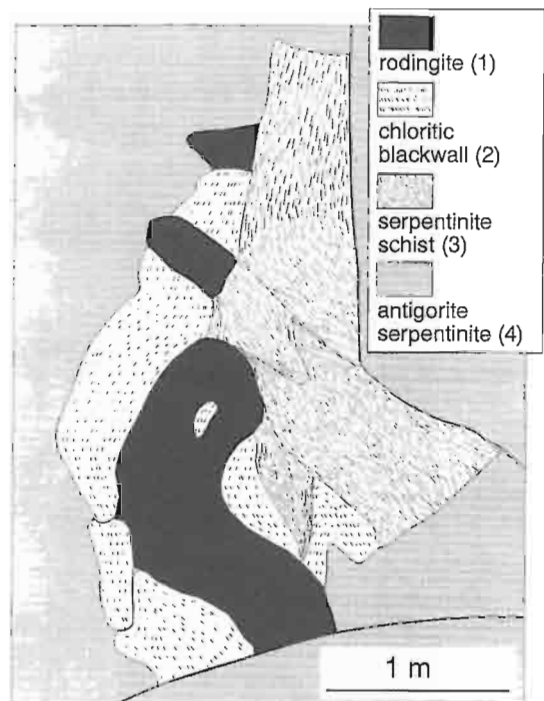 rodingite (1)
chloritic
blackwall (2)
serpentinite
schist (3)
antigorite
serpentinite (4)
1 m